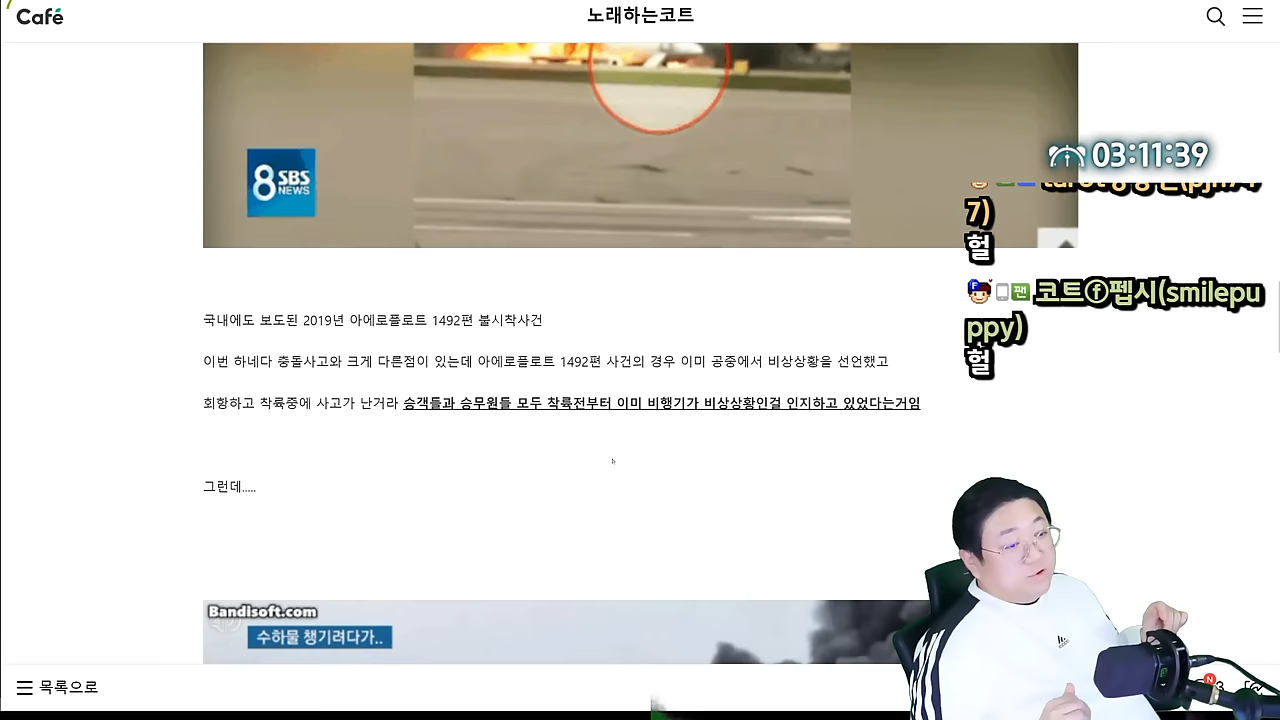 Café
노래하는코트
8 SBS NEWS
03:11:39
7)
헐
F 팬 코트ⓕ펩시(smilepu
ppy)
헐
국내에도 보도된 2019년 아에로플로트 1492편 불시착사건
이번 하네다 충돌사고와 크게 다른점이 있는데 아에로플로트 1492편 사건의 경우 이미 공중에서 비상상황을 선언했고
회황하고 착륙중에 사고가 난거라 승객들과 승무원들 모두 착륙전부터 이미 비행기가 비상상황인걸 인지하고 있었다는거임
그런데.....
Bandisoft.com
수하물 챙기려다가..
목록으로
N